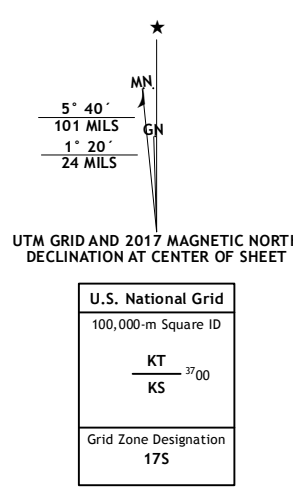 ★
MN
5° 40´
101 MILS
GN
1° 20´
24 MILS
UTM GRID AND 2017 MAGNETIC NORTH
DECLINATION AT CENTER OF SHEET
U.S. National Grid
100,000-m Square ID
KT
3700
KS
Grid Zone Designation
17S